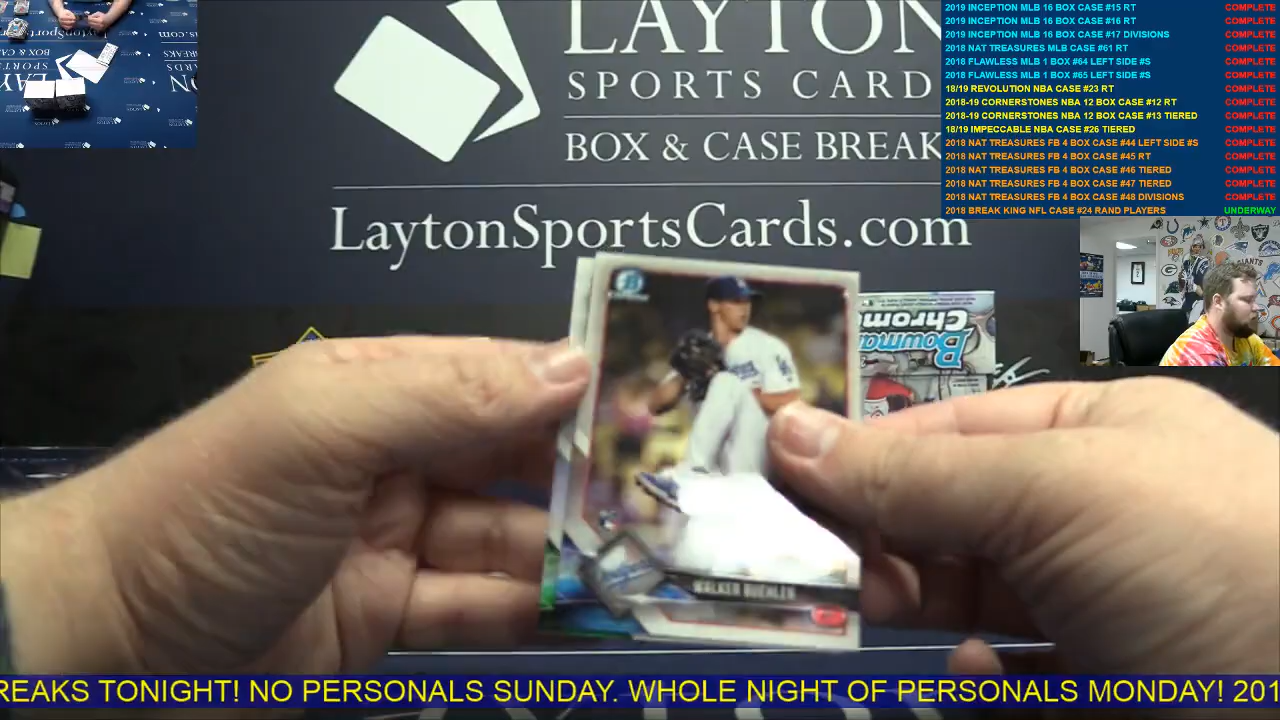 LAYTON
SPORTS CARD
BOX & CASE BREAK
LaytonSportsCards.com
2019 INCEPTION MLB 16 BOX CASE #15 RT COMPLETE
2019 INCEPTION MLB 16 BOX CASE #16 RT COMPLETE
2019 INCEPTION MLB 16 BOX CASE #17 DIVISIONS COMPLETE
2018 NAT TREASURES MLB CASE #61 RT COMPLETE
2018 FLAWLESS MLB 1 BOX #64 LEFT SIDE #S COMPLETE
2018 FLAWLESS MLB 1 BOX #65 LEFT SIDE #S COMPLETE
18/19 REVOLUTION NBA CASE #23 RT COMPLETE
2018-19 CORNERSTONES NBA 12 BOX CASE #12 RT COMPLETE
2018-19 CORNERSTONES NBA 12 BOX CASE #13 TIERED COMPLETE
18/19 IMPECCABLE NBA CASE #26 TIERED COMPLETE
2018 NAT TREASURES FB 4 BOX CASE #44 LEFT SIDE #S COMPLETE
2018 NAT TREASURES FB 4 BOX CASE #45 RT COMPLETE
2018 NAT TREASURES FB 4 BOX CASE #46 TIERED COMPLETE
2018 NAT TREASURES FB 4 BOX CASE #47 TIERED COMPLETE
2018 NAT TREASURES FB 4 BOX CASE #48 DIVISIONS COMPLETE
2018 BREAK KING NFL CASE #24 RAND PLAYERS UNDERWAY
Bowman
Chrom
WALKER BUEHLER
REAKS TONIGHT! NO PERSONALS SUNDAY. WHOLE NIGHT OF PERSONALS MONDAY! 201